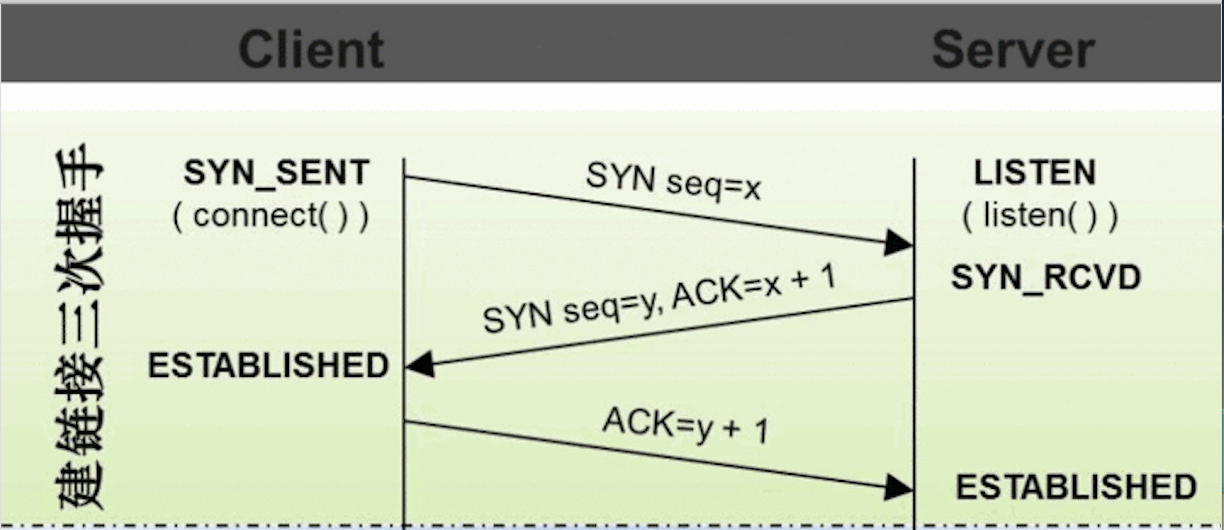 Client
Server
建链接三次握手
SYN_SENT
( connect( ) )
SYN seq=x
LISTEN
( listen( ) )
SYN_RCVD
SYN seq=y, ACK=x + 1
ESTABLISHED
ACK=y + 1
ESTABLISHED